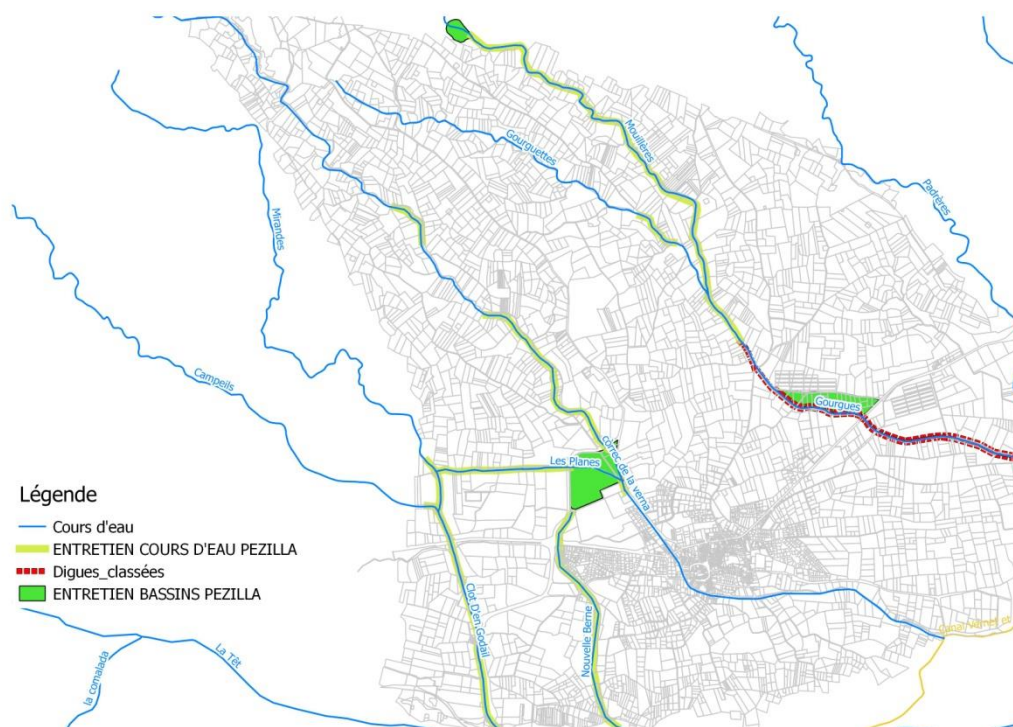 Mouillères
Gourguettes
Padrères
Mirandes
Campeils
Gourgues
correc de la verna
Les Planes
Légende
Cours d'eau
ENTRETIEN COURS D'EAU PEZILLA
Digues_classées
ENTRETIEN BASSINS PEZILLA
Clot D'en Godail
Nouvelle Berne
La Têt
la comalada